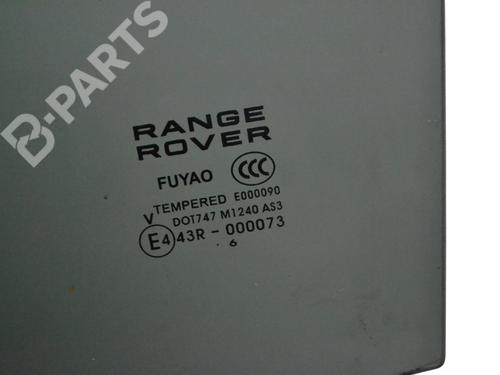 B-PARTS
RANGE
ROVER
FUYAO CCC
TEMPERED E000090
V DOT747 M1240 AS3
E4 43R - 000073
. 6